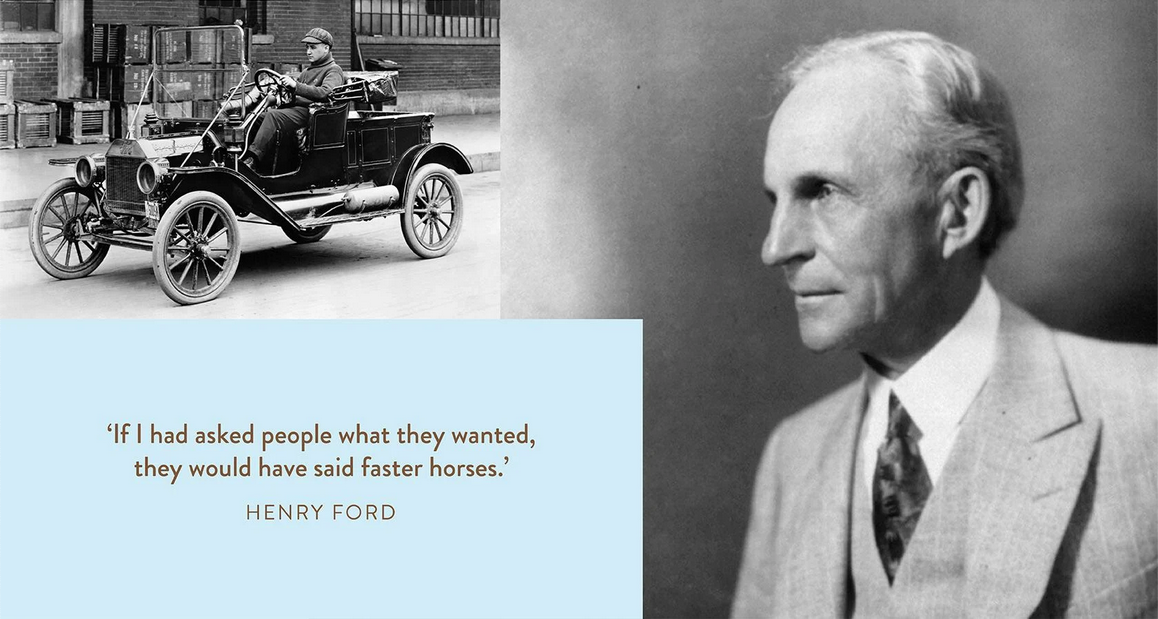 ‘If I had asked people what they wanted,
they would have said faster horses.’
HENRY FORD